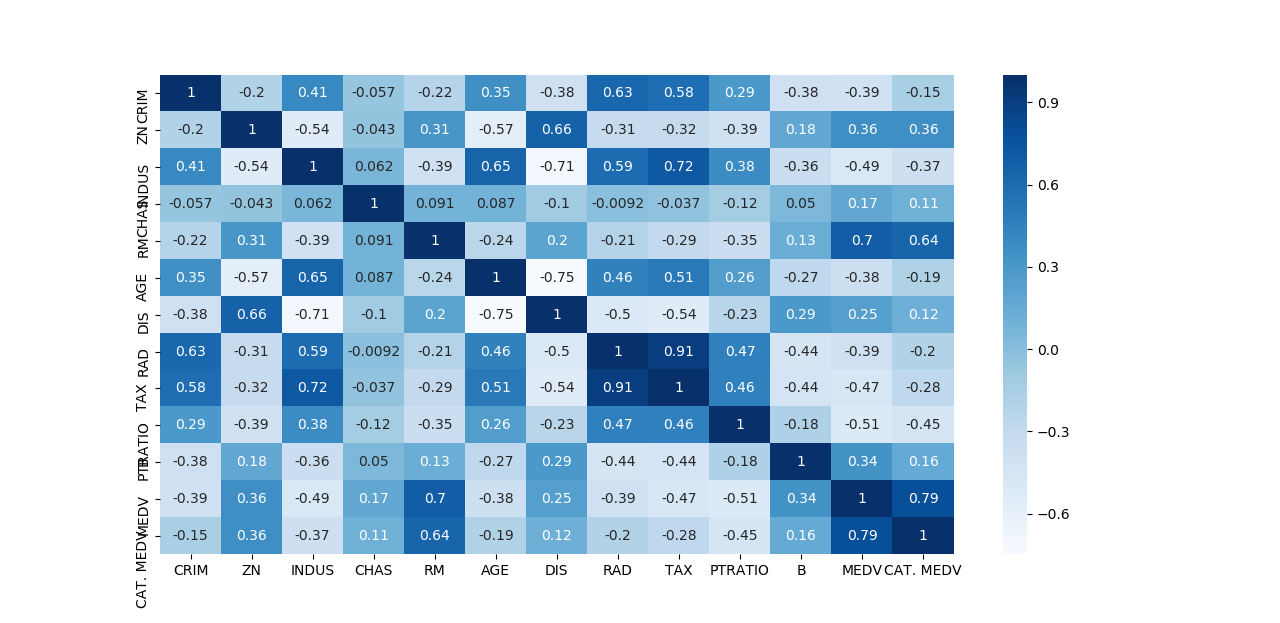 CRIM 1 -0.2 0.41 -0.057 -0.22 0.35 -0.38 0.63 0.58 0.29 -0.38 -0.39 -0.15
ZN -0.2 1 -0.54 -0.043 0.31 -0.57 0.66 -0.31 -0.32 -0.39 0.18 0.36 0.36
INDUS 0.41 -0.54 1 0.062 -0.39 0.65 -0.71 0.59 0.72 0.38 -0.36 -0.49 -0.37
CHAS -0.057 -0.043 0.062 1 0.091 0.087 -0.1 -0.0092 -0.037 -0.12 0.05 0.17 0.11
RM -0.22 0.31 -0.39 0.091 1 -0.24 0.2 -0.21 -0.29 -0.35 0.13 0.7 0.64
AGE 0.35 -0.57 0.65 0.087 -0.24 1 -0.75 0.46 0.51 0.26 -0.27 -0.38 -0.19
DIS -0.38 0.66 -0.71 -0.1 0.2 -0.75 1 -0.5 -0.54 -0.23 0.29 0.25 0.12
RAD 0.63 -0.31 0.59 -0.0092 -0.21 0.46 -0.5 1 0.91 0.47 -0.44 -0.39 -0.2
TAX 0.58 -0.32 0.72 -0.037 -0.29 0.51 -0.54 0.91 1 0.46 -0.44 -0.47 -0.28
PTRATIO 0.29 -0.39 0.38 -0.12 -0.35 0.26 -0.23 0.47 0.46 1 -0.18 -0.51 -0.45
B -0.38 0.18 -0.36 0.05 0.13 -0.27 0.29 -0.44 -0.44 -0.18 1 0.34 0.16
MEDV -0.39 0.36 -0.49 0.17 0.7 -0.38 0.25 -0.39 -0.47 -0.51 0.34 1 0.79
CAT. MEDV -0.15 0.36 -0.37 0.11 0.64 -0.19 0.12 -0.2 -0.28 -0.45 0.16 0.79 1
CRIM ZN INDUS CHAS RM AGE DIS RAD TAX PTRATIO B MEDV CAT. MEDV
0.9
0.6
0.3
0.0
−0.3
−0.6